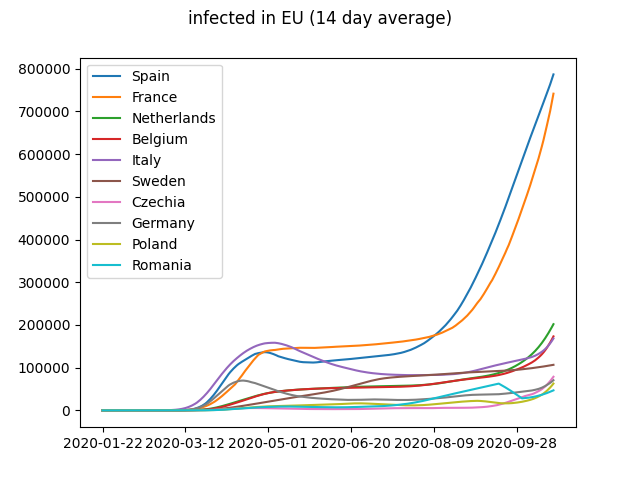 infected in EU (14 day average)
800000
700000
600000
500000
400000
300000
200000
100000
0
Spain
France
Netherlands
Belgium
Italy
Sweden
Czechia
Germany
Poland
Romania
2020-01-22 2020-03-12 2020-05-01 2020-06-20 2020-08-09 2020-09-28